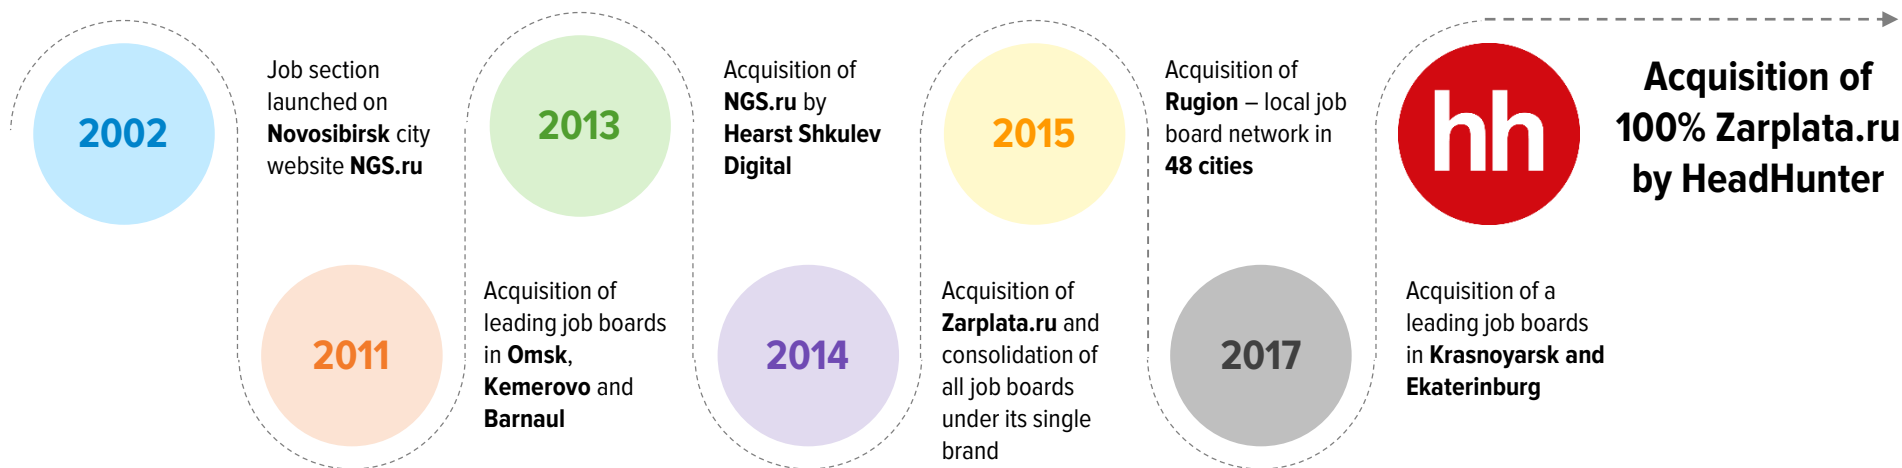 2002
Job section
launched on
Novosibirsk city
website NGS.ru
2011
Acquisition of
leading job boards
in Omsk,
Kemerovo and
Barnaul
2013
Acquisition of
NGS.ru by
Hearst Shkulev
Digital
2014
Acquisition of
Zarplata.ru and
consolidation of
all job boards
under its single
brand
2015
Acquisition of
Rugion – local job
board network in
48 cities
2017
Acquisition of a
leading job boards
in Krasnoyarsk and
Ekaterinburg
hh
Acquisition of
100% Zarplata.ru
by HeadHunter